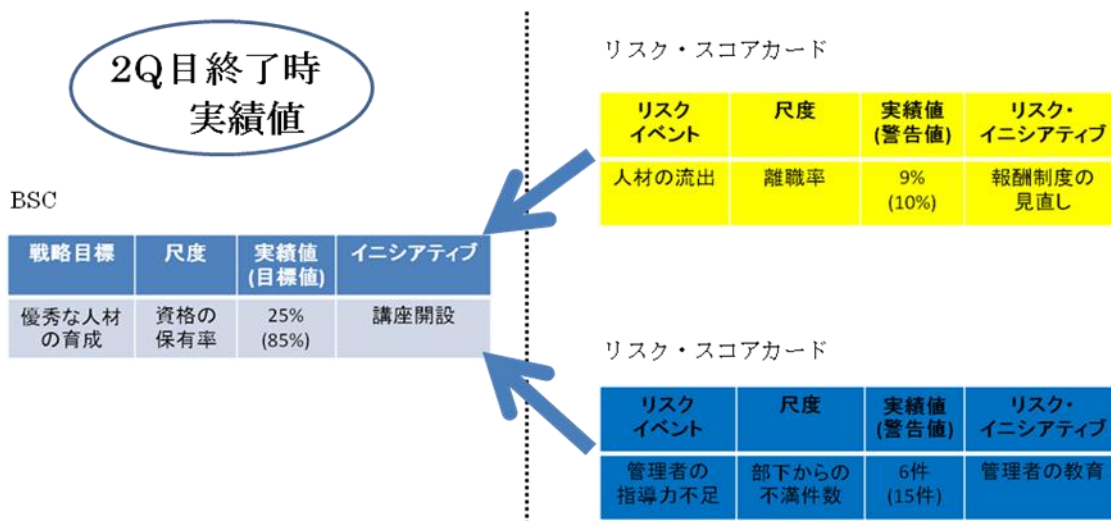 2Q目終了時
実績値
BSC
戦略目標 尺度 実績値 イニシアティブ
(目標値)
優秀な人材 資格の 25% 講座開設
の育成 保有率 (85%)
リスク・スコアカード
リスク 尺度 実績値 リスク・
イベント (警告値) イニシアティブ
人材の流出 離職率 9% 報酬制度の
(10%) 見直し
リスク・スコアカード
リスク 尺度 実績値 リスク・
イベント (警告値) イニシアティブ
管理者の 部下からの 6件 管理者の教育
指導力不足 不満件数 (15件)